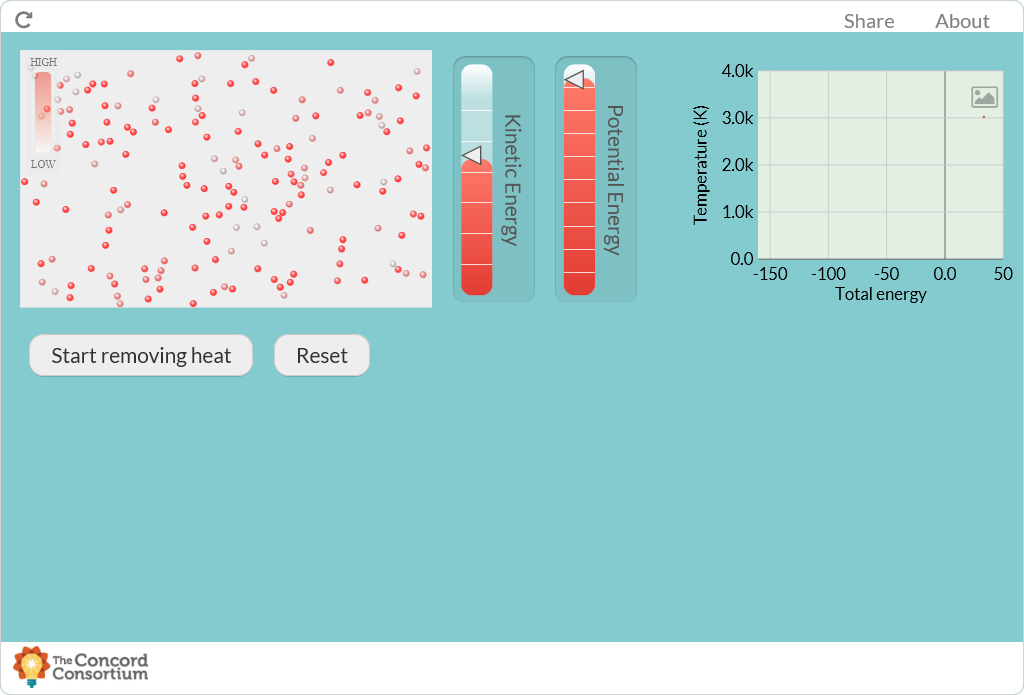 Share About
HIGH
LOW
Kinetic Energy
Potential Energy
4.0k
3.0k
2.0k
1.0k
0.0
Temperature (K)
-150 -100 -50 0.0 50
Total energy
Start removing heat Reset
The Concord
Consortium